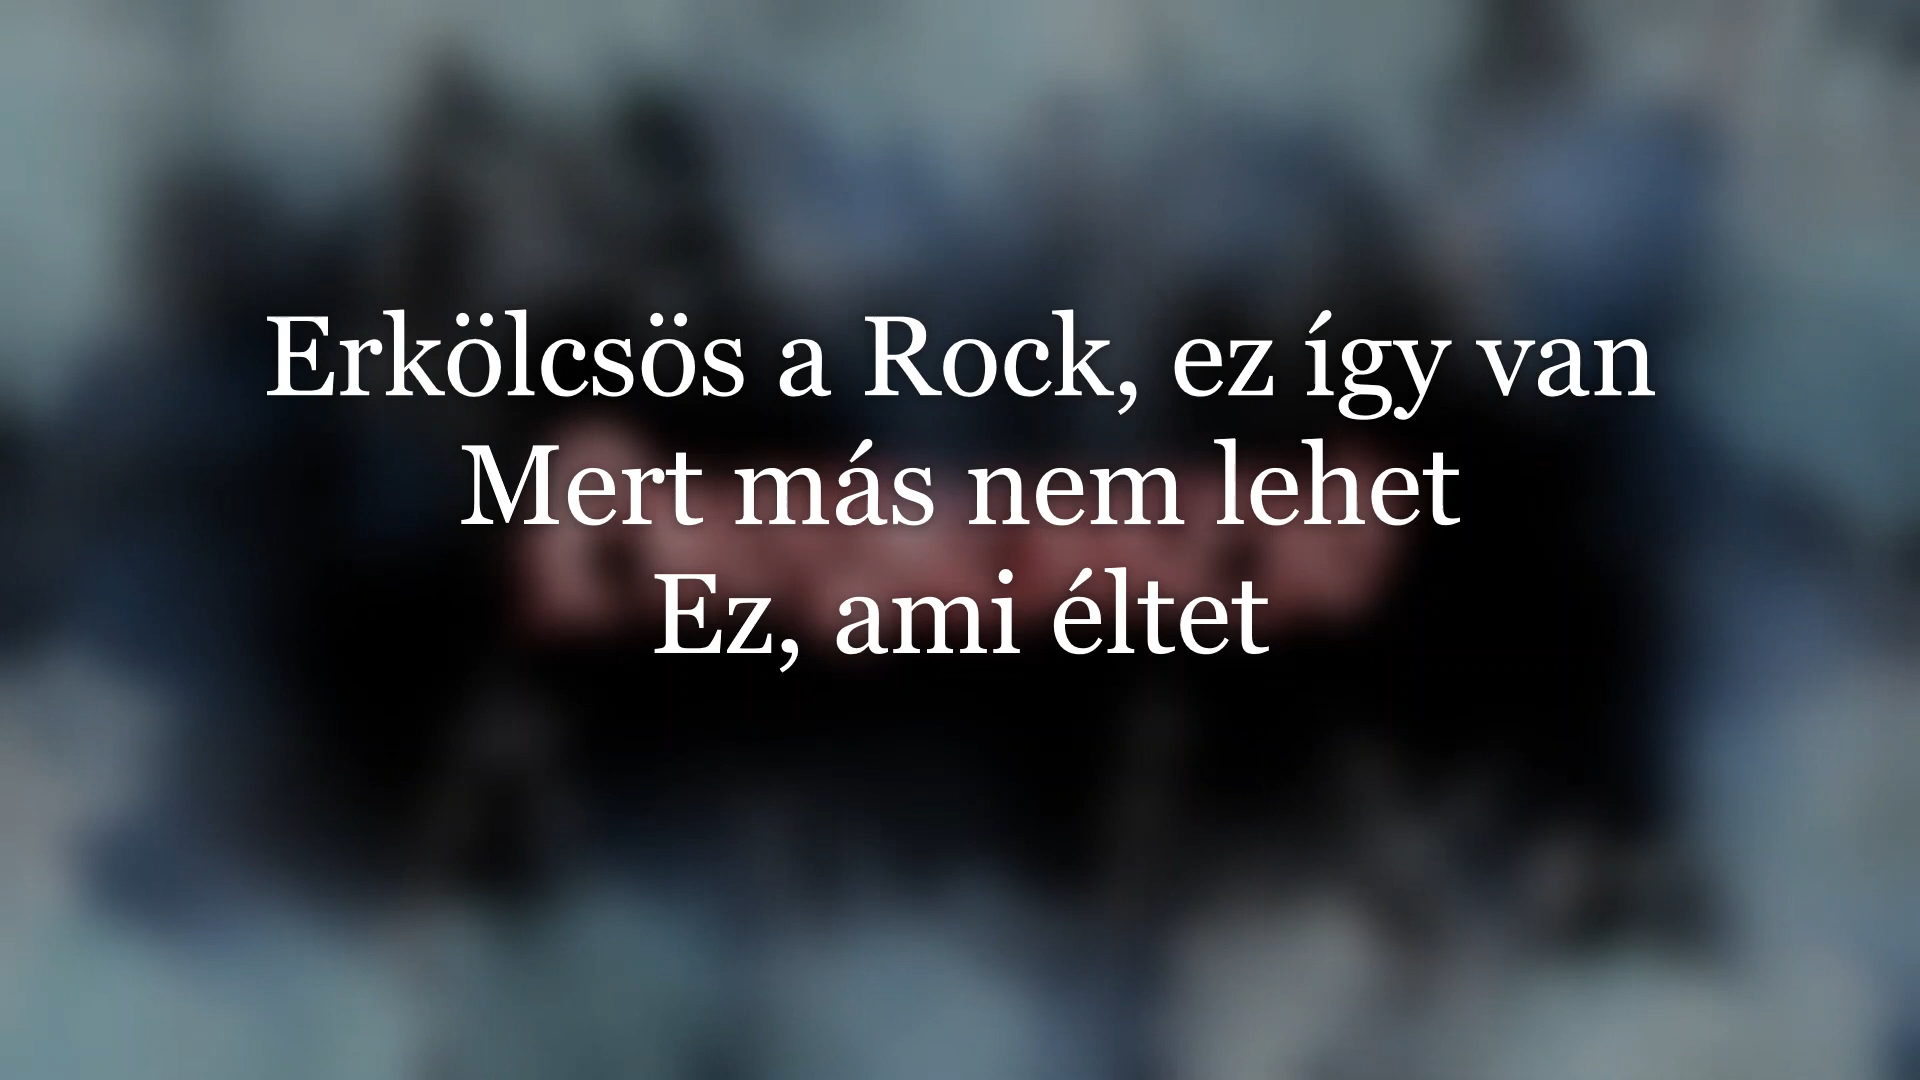 Erkölcsös a Rock, ez így van
Mert más nem lehet
Ez, ami éltet